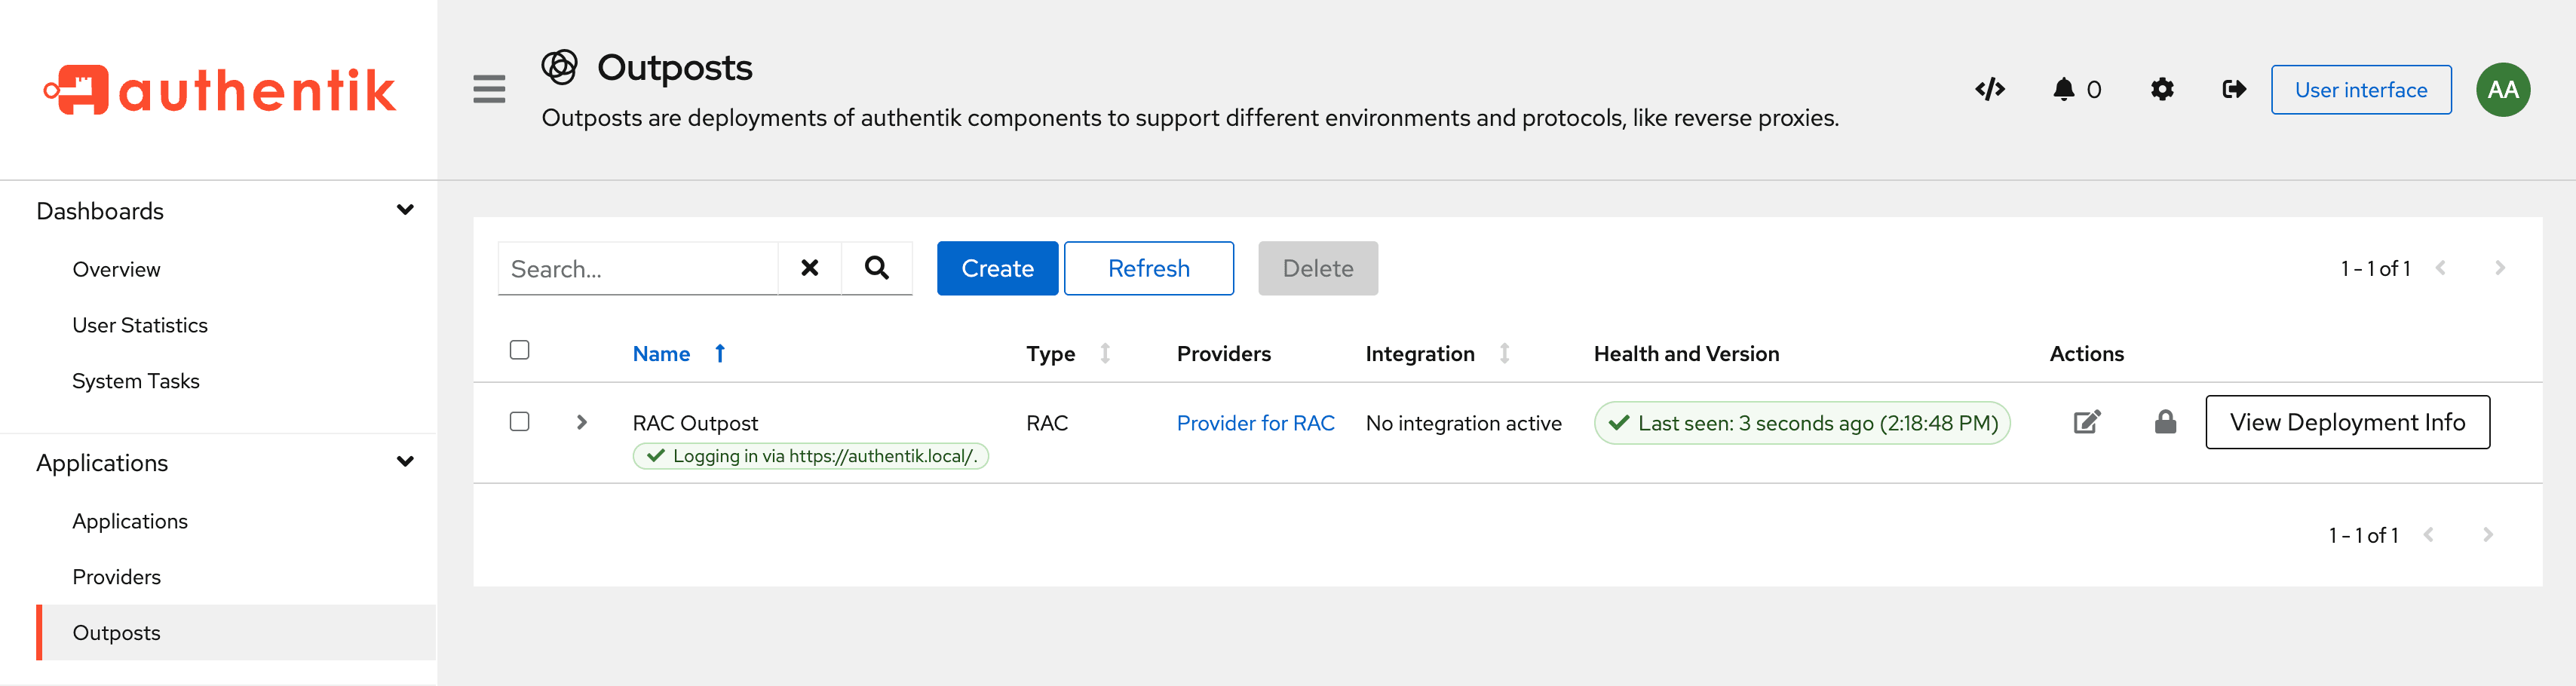 authentik
Outposts
Outposts are deployments of authentik components to support different environments and protocols, like reverse proxies.
0
User interface
AA
Dashboards
Overview
User Statistics
System Tasks
Applications
Applications
Providers
Outposts
Search...
Create
Refresh
Delete
1 - 1 of 1
Name Type Providers Integration Health and Version Actions
RAC Outpost RAC Provider for RAC No integration active Last seen: 3 seconds ago (2:18:48 PM) View Deployment Info
Logging in via https://authentik.local/.
1 - 1 of 1